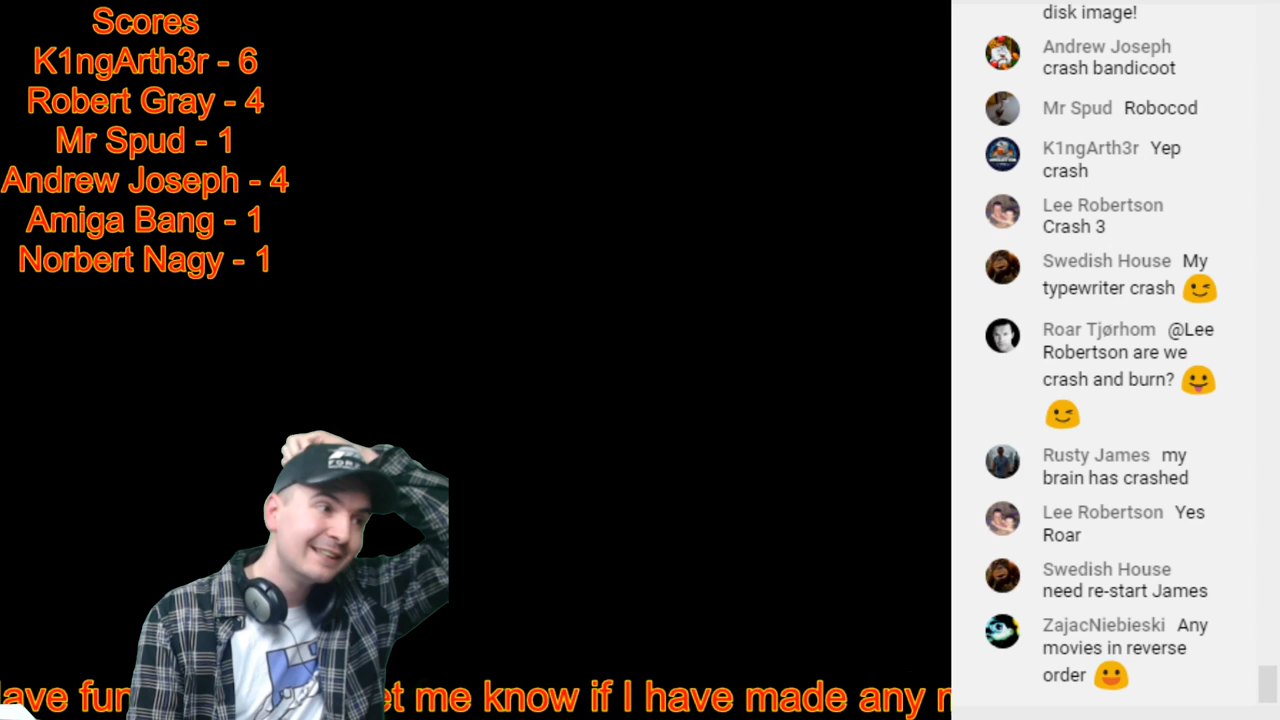 Scores
K1ngArth3r - 6
Robert Gray - 4
Mr Spud - 1
Andrew Joseph - 4
Amiga Bang - 1
Norbert Nagy - 1
disk image!
Andrew Joseph
crash bandicoot
Mr Spud Robocod
K1ngArth3r Yep
crash
Lee Robertson
Crash 3
Swedish House My
typewriter crash
Roar Tjørhom @Lee
Robertson are we
crash and burn?
Rusty James my
brain has crashed
Lee Robertson Yes
Roar
Swedish House
need re-start James
ZajacNiebieski Any
movies in reverse
order
ave fun et me know if I have made any